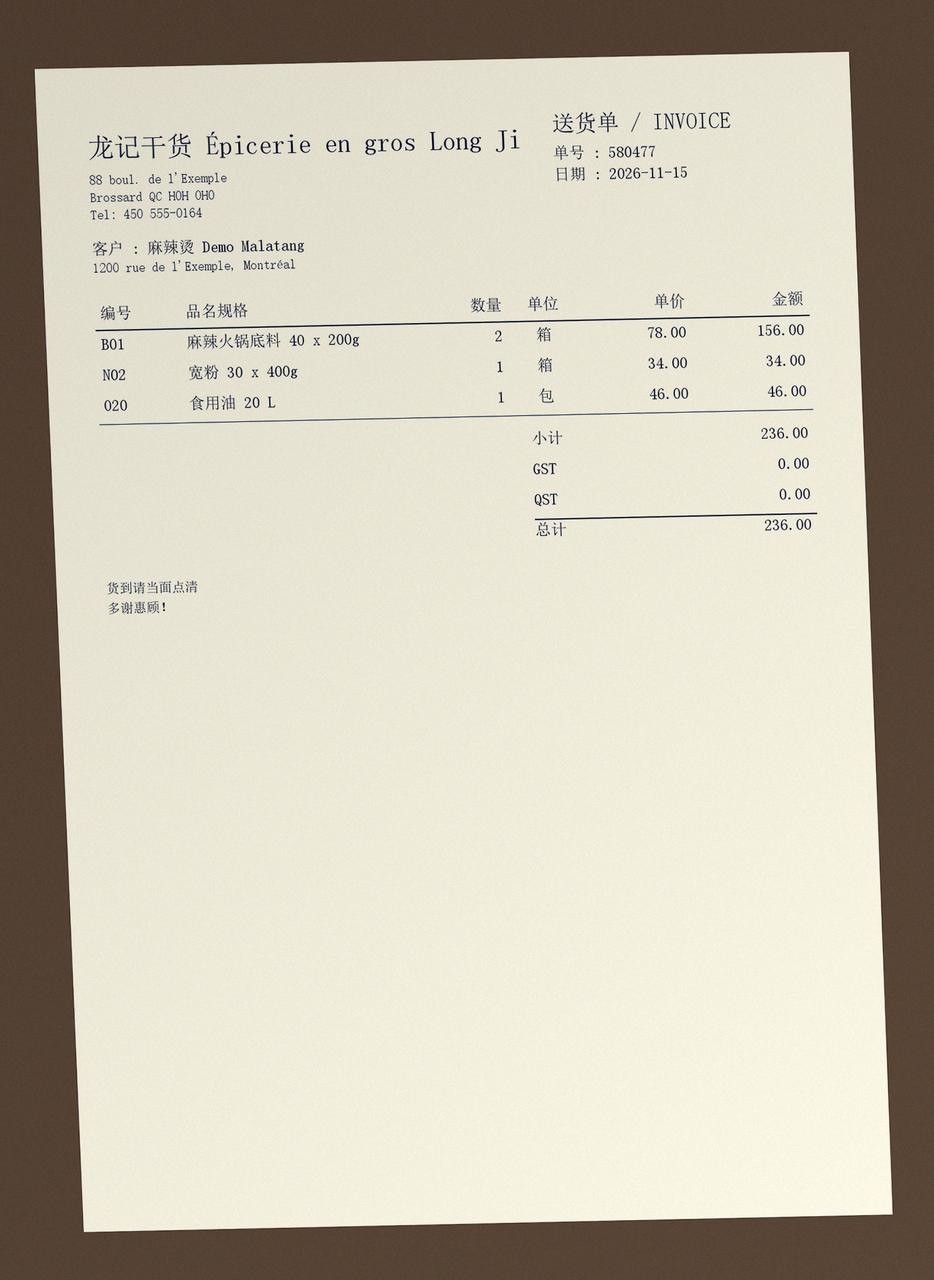 龙记干货 Épicerie en gros Long Ji
88 boul. de l'Exemple
Brossard QC H0H 0H0
Tel: 450 555-0164
送货单 / INVOICE
单号 : 580477
日期 : 2026-11-15
客户 : 麻辣烫 Demo Malatang
1200 rue de l'Exemple, Montréal
编号 品名规格 数量 单位 单价 金额
B01 麻辣火锅底料 40 x 200g 2 箱 78.00 156.00
N02 宽粉 30 x 400g 1 箱 34.00 34.00
020 食用油 20 L 1 包 46.00 46.00
小计 236.00
GST 0.00
QST 0.00
总计 236.00
货到请当面点清
多谢惠顾!